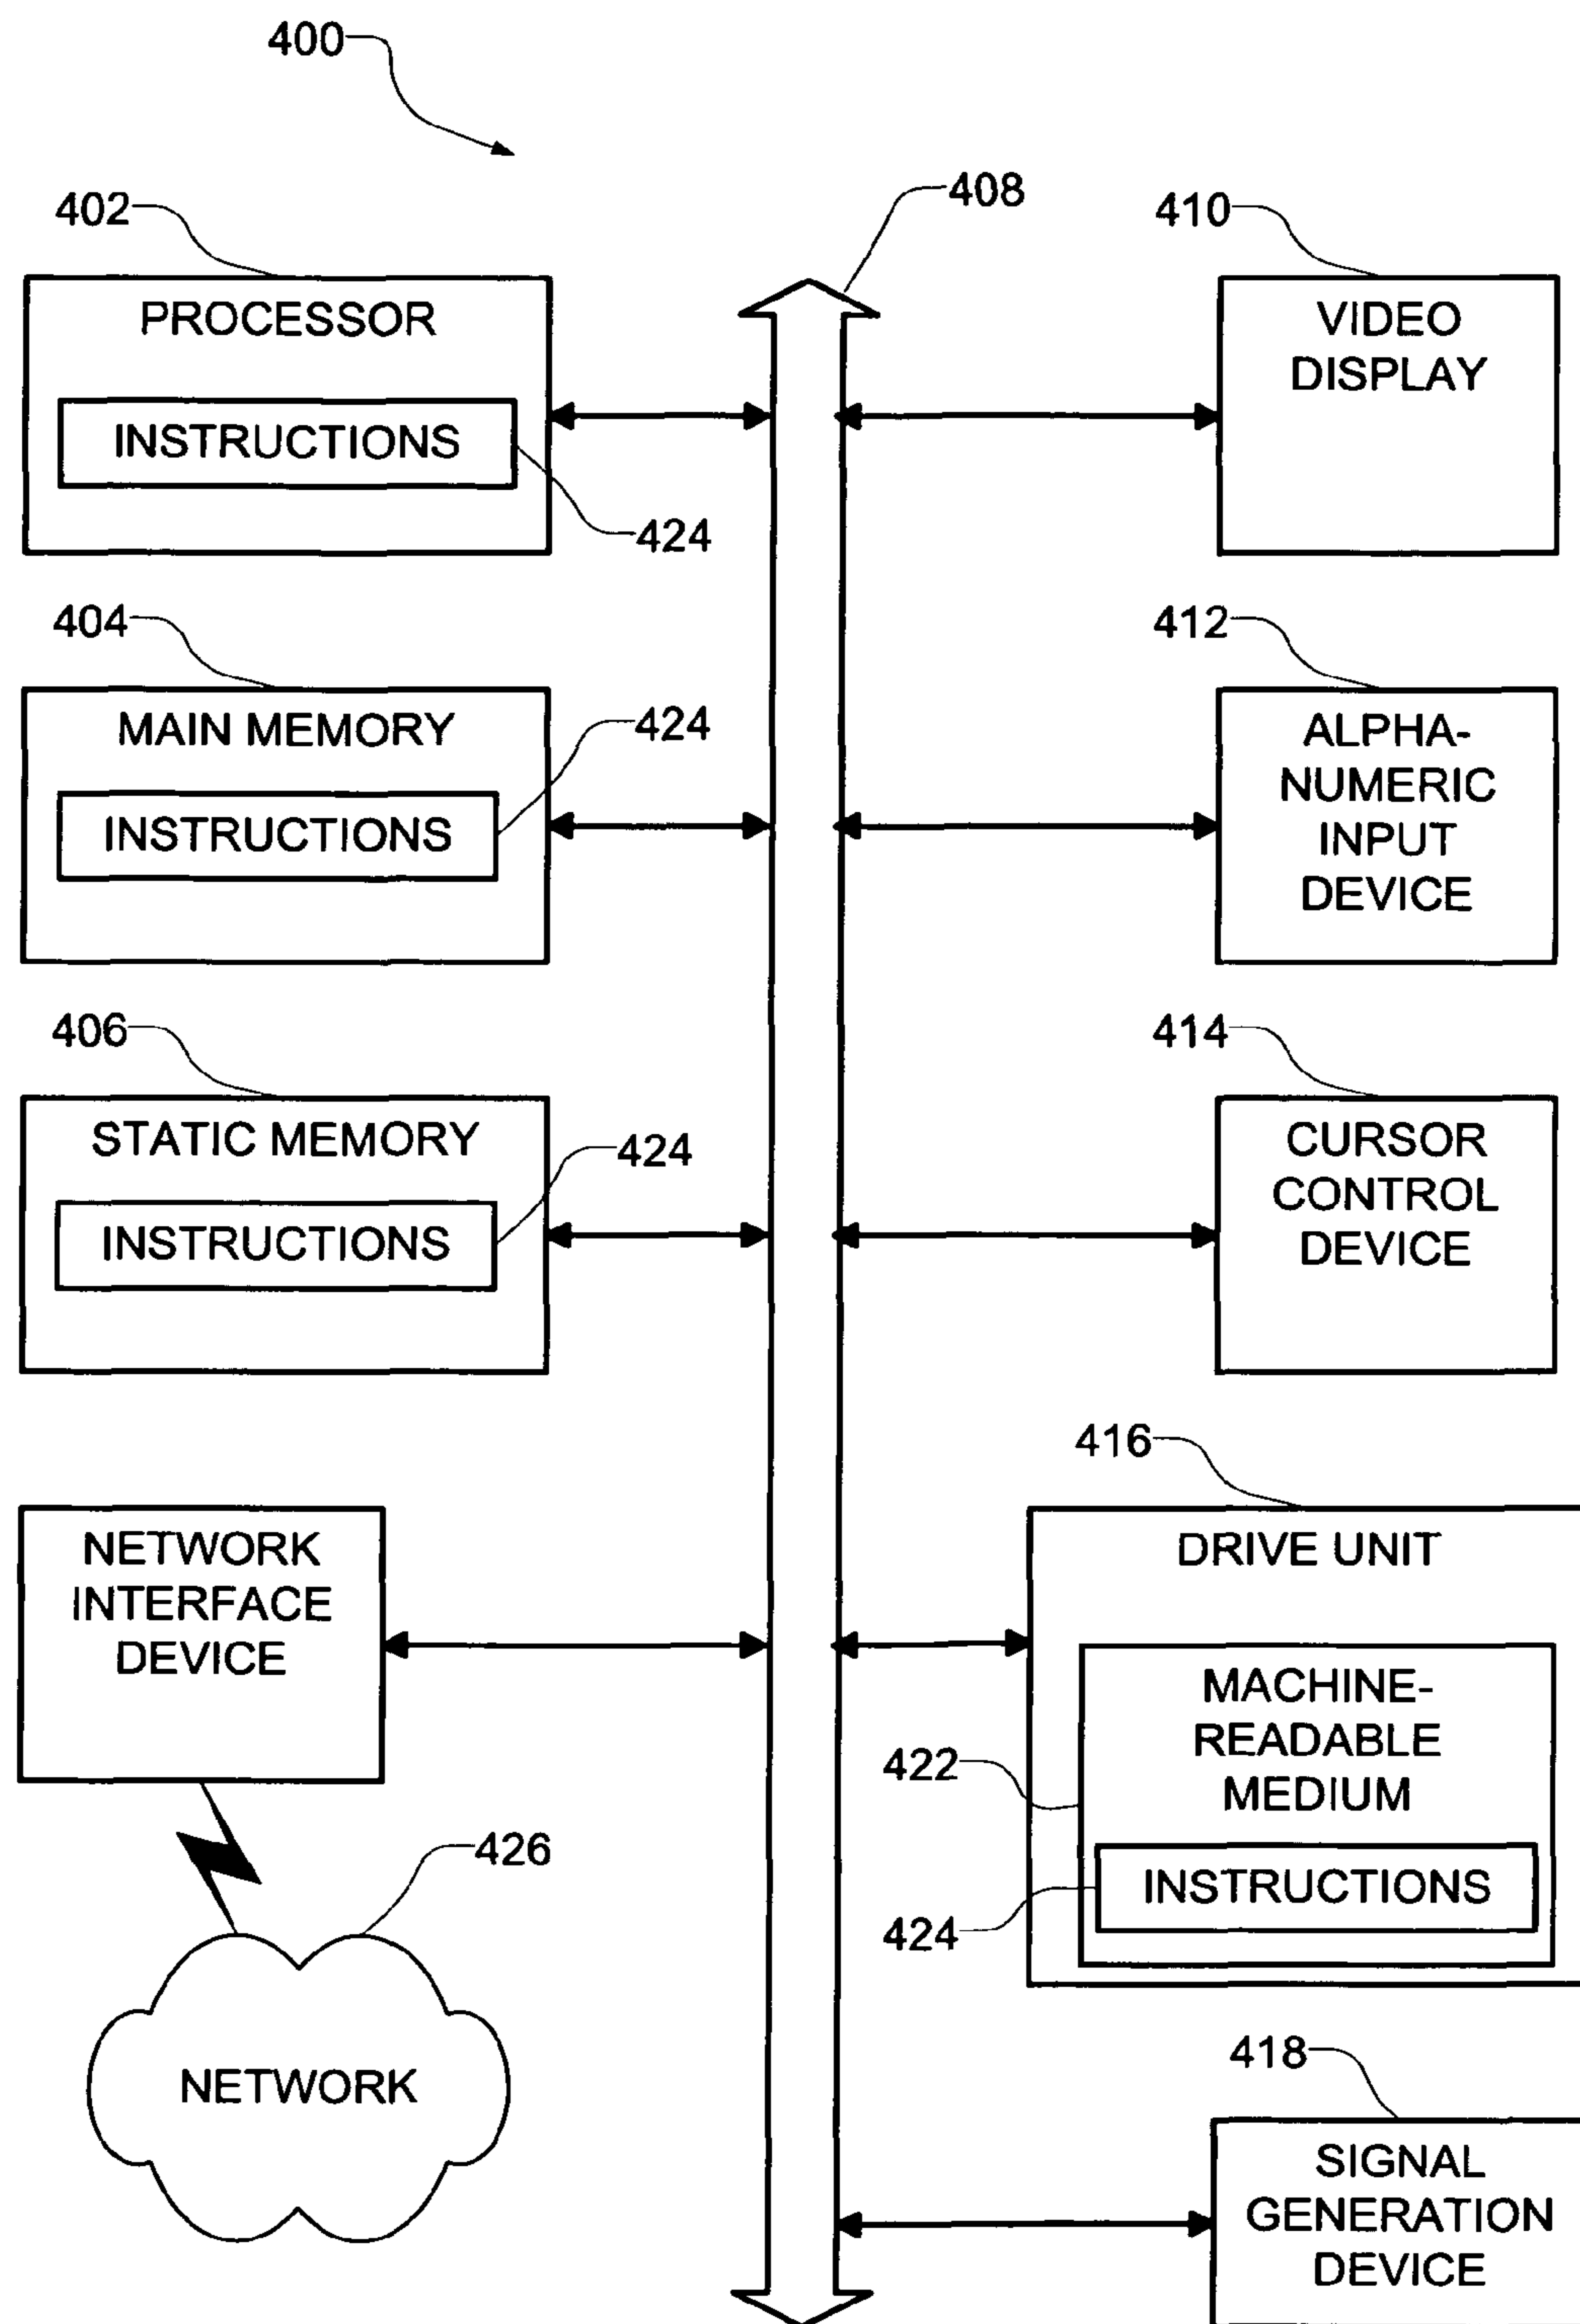 400
402
408
410
PROCESSOR
INSTRUCTIONS
424
VIDEO
DISPLAY
404
412
MAIN MEMORY
424
INSTRUCTIONS
ALPHA-
NUMERIC
INPUT
DEVICE
406
414
STATIC MEMORY
424
INSTRUCTIONS
CURSOR
CONTROL
DEVICE
416
NETWORK
INTERFACE
DEVICE
DRIVE UNIT
MACHINE-
READABLE
MEDIUM
422
INSTRUCTIONS
424
426
NETWORK
418
SIGNAL
GENERATION
DEVICE